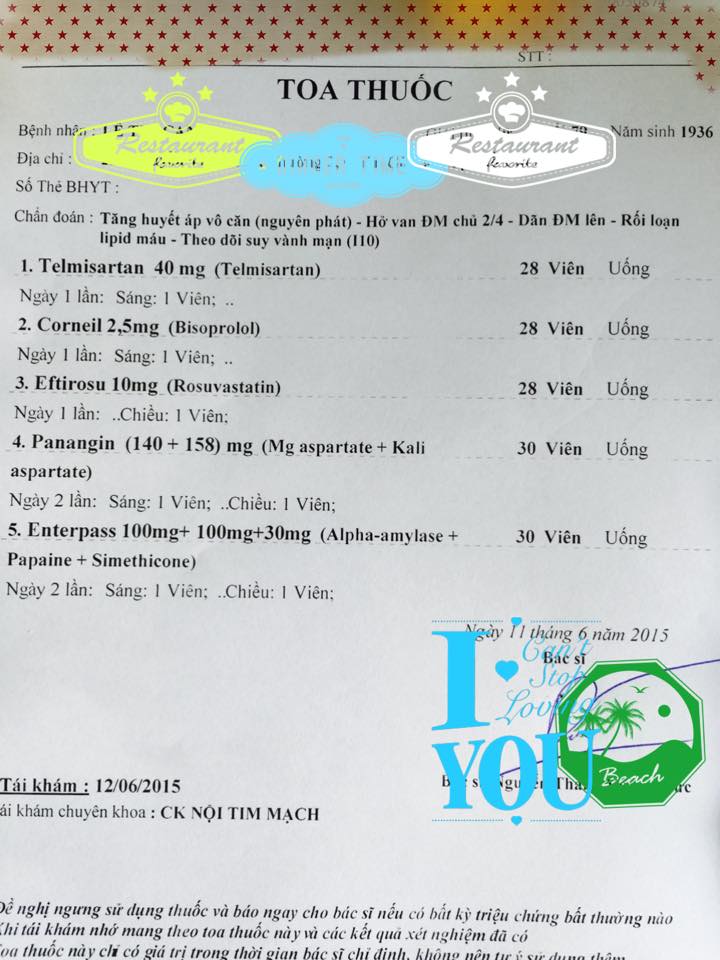 STT :
TOA THUỐC
Bệnh nhân : LÊ Năm sinh 1936
Restaurant
favorite
Restaurant
favorite
Địa chỉ :
Số Thẻ BHYT :
Chẩn đoán : Tăng huyết áp vô căn (nguyên phát) - Hở van ĐM chủ 2/4 - Dãn ĐM lên - Rối loạn
lipid máu - Theo dõi suy vành mạn (I10)
1. Telmisartan 40 mg (Telmisartan) 28 Viên Uống
Ngày 1 lần: Sáng: 1 Viên; ..
2. Corneil 2,5mg (Bisoprolol) 28 Viên Uống
Ngày 1 lần: Sáng: 1 Viên; ..
3. Eftirosu 10mg (Rosuvastatin) 28 Viên Uống
Ngày 1 lần: ..Chiều: 1 Viên;
4. Panangin (140 + 158) mg (Mg aspartate + Kali 30 Viên Uống
aspartate)
Ngày 2 lần: Sáng: 1 Viên; ..Chiều: 1 Viên;
5. Enterpass 100mg+ 100mg+30mg (Alpha-amylase + 30 Viên Uống
Papaine + Simethicone)
Ngày 2 lần: Sáng: 1 Viên; ..Chiều: 1 Viên;
Ngày 11 tháng 6 năm 2015
Bác sĩ
I Can't
Stop
Loving
YOU
Beach
Tái khám : 12/06/2015
ái khám chuyên khoa : CK NỘI TIM MẠCH
Đề nghị ngưng sử dụng thuốc và báo ngay cho bác sĩ nếu có bất kỳ triệu chứng bất thường nào
Khi tái khám nhớ mang theo toa thuốc này và các kết quả xét nghiệm đã có
Toa thuốc này chỉ có giá trị trong thời gian bác sĩ chỉ định, không nên tự ý sử dụng thêm